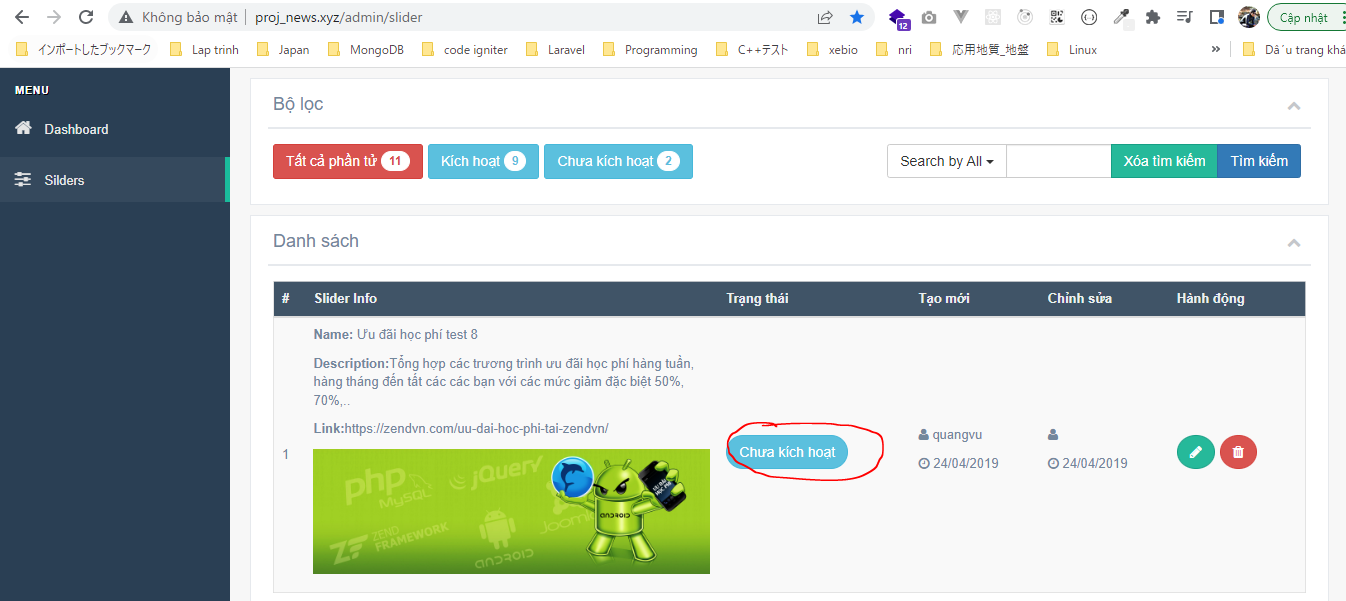 Không bảo mật | proj_news.xyz/admin/slider
12
Cập nhật
インポートしたブックマーク Lap trinh Japan MongoDB code igniter Laravel Programming C++テスト xebio nri 応用地質_地盤 Linux » Dấu trang khá
MENU
Dashboard
Silders
Bộ lọc
Tất cả phần tử 11 Kích hoạt 9 Chưa kích hoạt 2 Search by All Xóa tìm kiếm Tìm kiếm
Danh sách
# Slider Info Trạng thái Tạo mới Chỉnh sửa Hành động
Name: Ưu đãi học phí test 8
Description:Tổng hợp các trương trình ưu đãi học phí hàng tuần,
hàng tháng đến tất các các bạn với các mức giảm đặc biệt 50%,
70%,..
Link:https://zendvn.com/uu-dai-hoc-phi-tai-zendvn/
1
php
MySQL
jQuery
ZF ZEND
FRAMEWORK
ANDROID
Joom
ANDROID
Chưa kích hoạt
quangvu
24/04/2019
24/04/2019